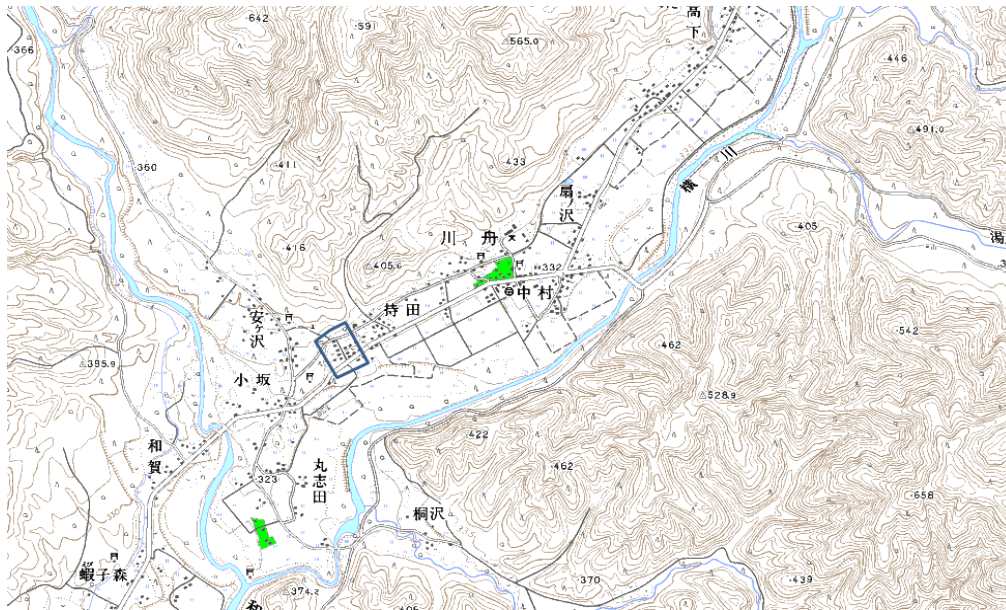 366
·642
·591
△565.0
高下
·446
△491.0
360
·411
·433
扇ノ沢
横川
·405
湯
川舟
·416
·405.6
332
中村
持田
安ヶ沢
·542
·462
△395.9
小坂
△528.9
和賀
·422
·462
丸志田
·323
·658
桐沢
蝦子森
△374.2
·370
·439
和